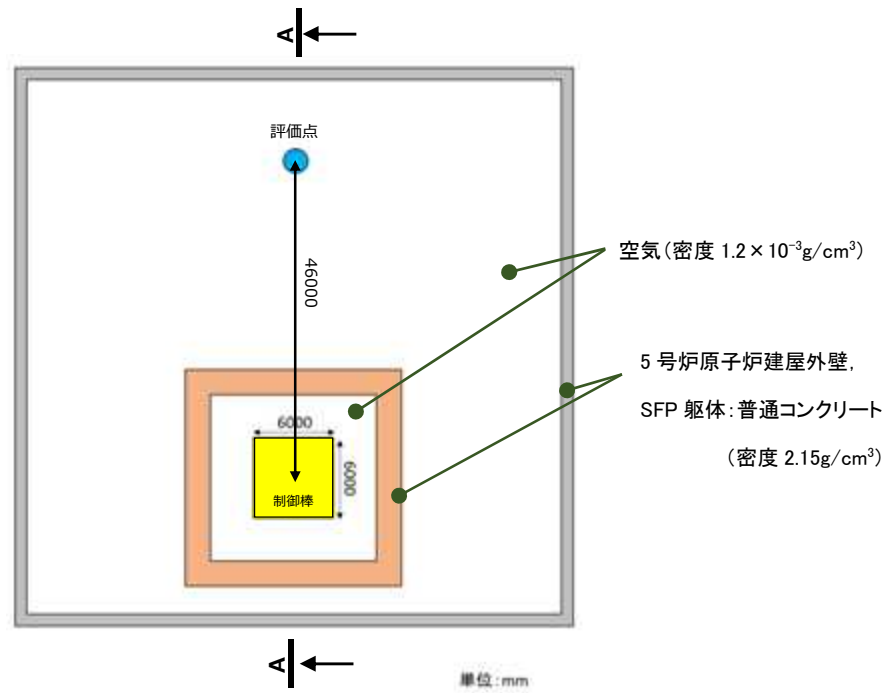 A
評価点
46000
空気(密度 1.2×10⁻³g/cm³)
5 号炉原子炉建屋外壁,
SFP 躯体:普通コンクリート
(密度 2.15g/cm³)
6000
6000
制御棒
A
単位:mm